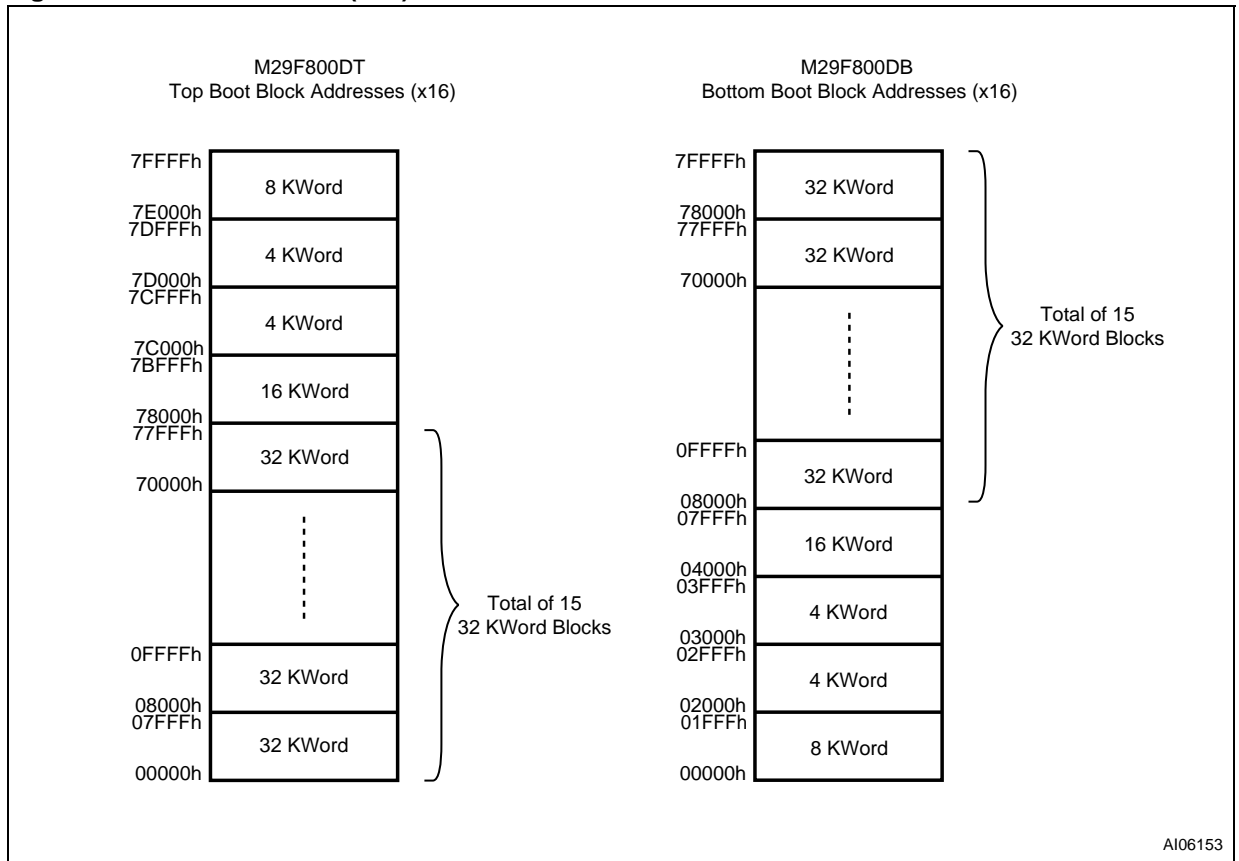 M29F800DT
Top Boot Block Addresses (x16)
7FFFFh
8 KWord
7E000h
7DFFFh
4 KWord
7D000h
7CFFFh
4 KWord
7C000h
7BFFFh
16 KWord
78000h
77FFFh
32 KWord
70000h
Total of 15
32 KWord Blocks
0FFFFh
32 KWord
08000h
07FFFh
32 KWord
00000h
M29F800DB
Bottom Boot Block Addresses (x16)
7FFFFh
32 KWord
78000h
77FFFh
32 KWord
70000h
Total of 15
32 KWord Blocks
0FFFFh
32 KWord
08000h
07FFFh
16 KWord
04000h
03FFFh
4 KWord
03000h
02FFFh
4 KWord
02000h
01FFFh
8 KWord
00000h
AI06153